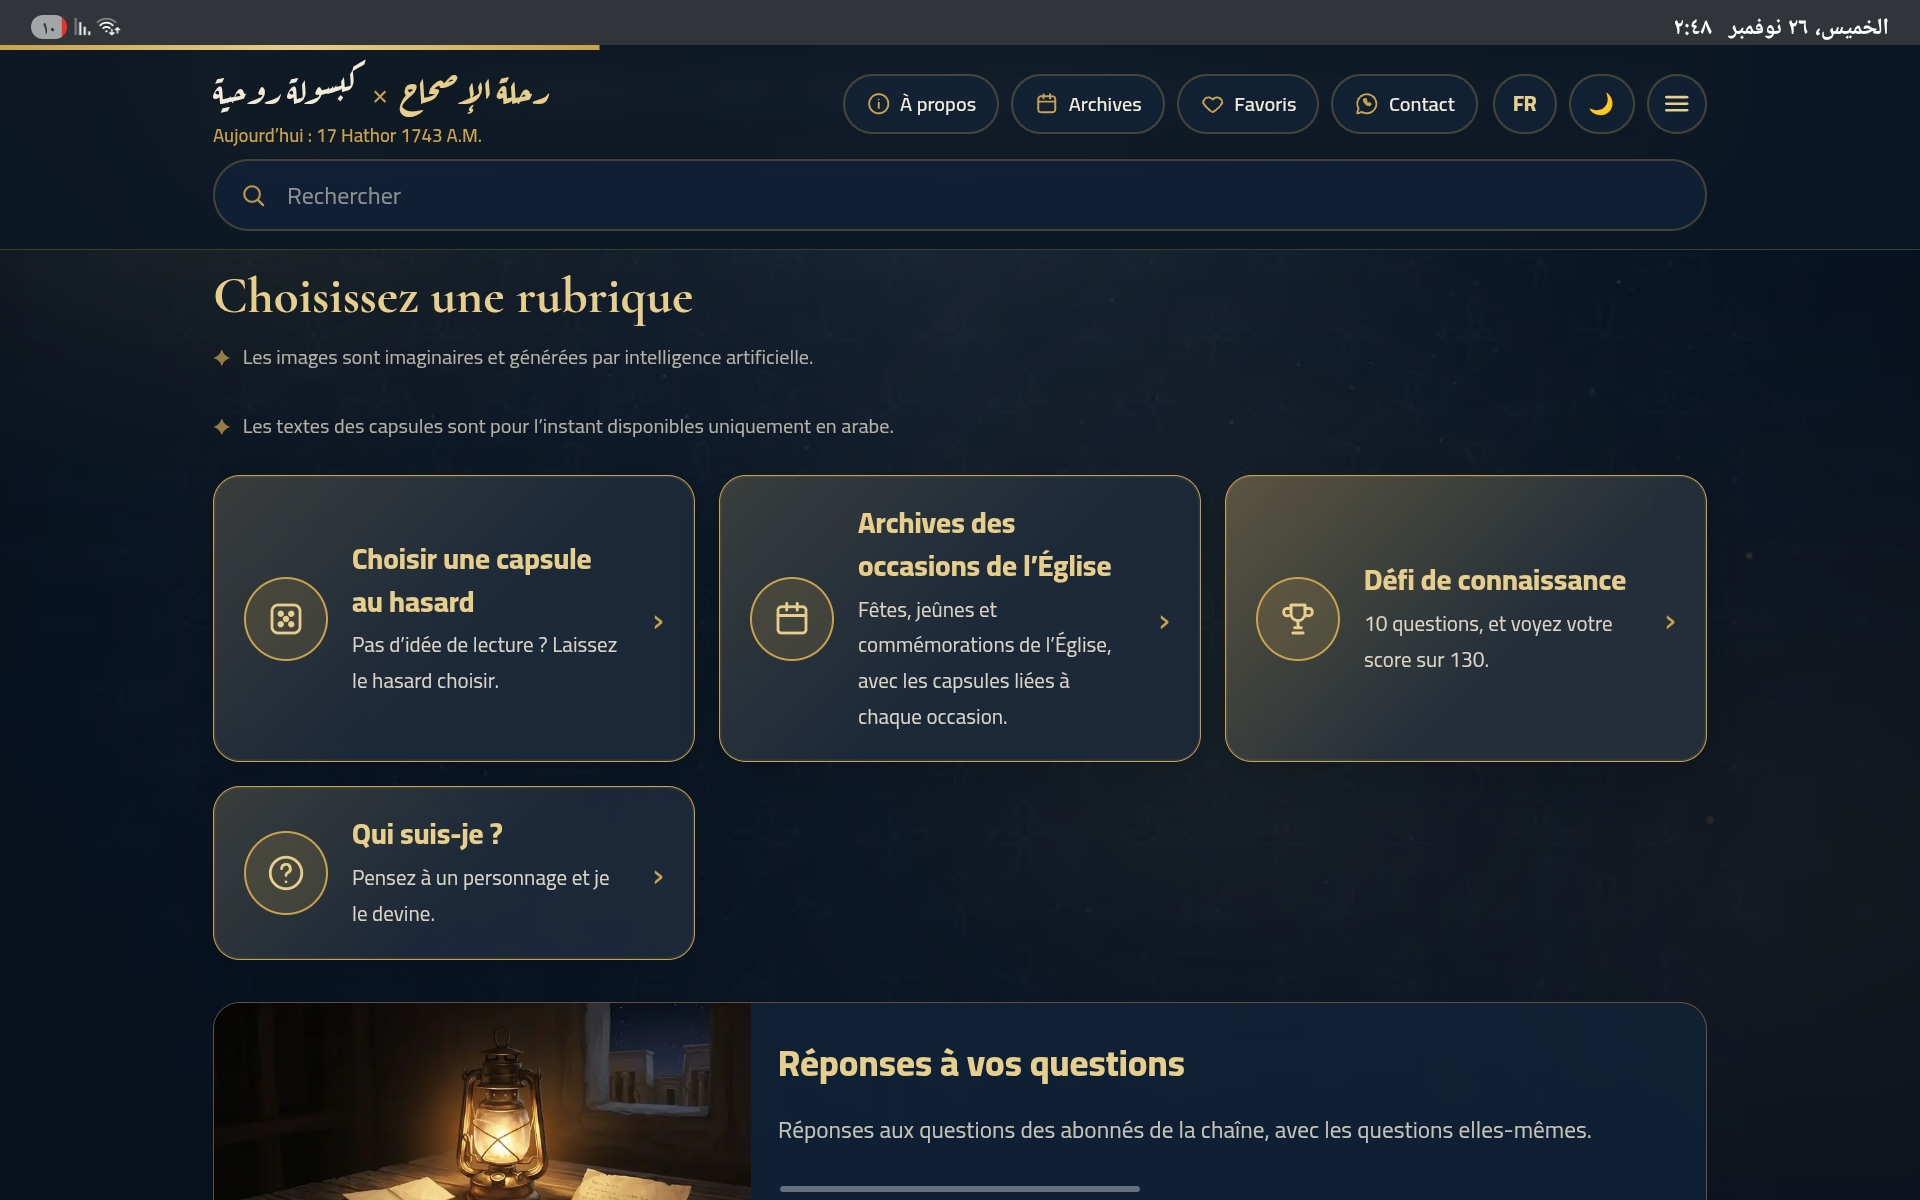 الخميس، ٢٦ نوفمبر ٢:٤٨
١٠
رحلة الإصحاح × كبسولة روحية
Aujourd’hui : 17 Hathor 1743 A.M.
À propos
Archives
Favoris
Contact
FR
Rechercher
Choisissez une rubrique
Les images sont imaginaires et générées par intelligence artificielle.
Les textes des capsules sont pour l’instant disponibles uniquement en arabe.
Choisir une capsule
au hasard
Pas d’idée de lecture ? Laissez
le hasard choisir.
Archives des
occasions de l’Église
Fêtes, jeûnes et
commémorations de l’Église,
avec les capsules liées à
chaque occasion.
Défi de connaissance
10 questions, et voyez votre
score sur 130.
Qui suis-je ?
Pensez à un personnage et je
le devine.
Réponses à vos questions
Réponses aux questions des abonnés de la chaîne, avec les questions elles-mêmes.